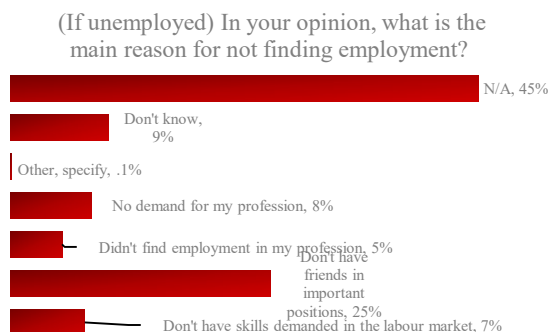 (If unemployed) In your opinion, what is the
main reason for not finding employment?
N/A, 45%
Don't know,
9%
Other, specify, .1%
No demand for my profession, 8%
Didn't find employment in my profession, 5%
Don't have
friends in
important
positions, 25%
Don't have skills demanded in the labour market, 7%